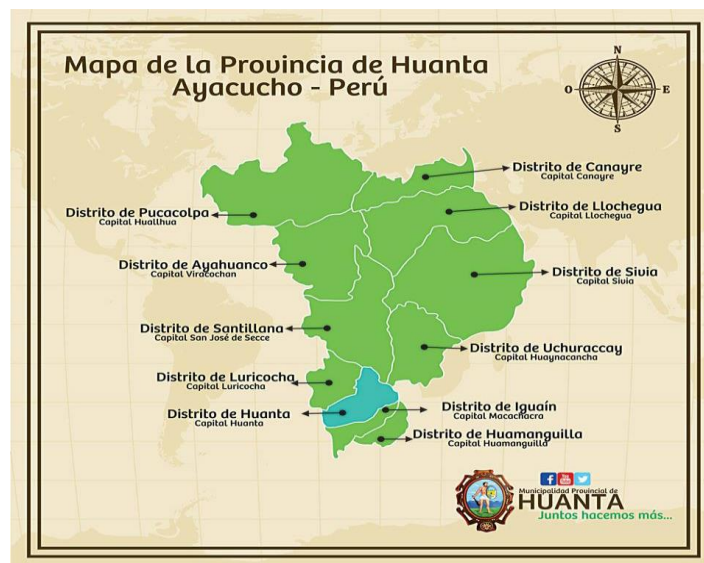 Mapa de la Provincia de Huanta
Ayacucho - Perú
N
O
E
S
Distrito de Canayre
Capital Canayre
Distrito de Pucacolpa
Capital Huallhua
Distrito de Llochegua
Capital Llochegua
Distrito de Ayahuanco
Capital Viracochan
Distrito de Sivia
Capital Sivia
Distrito de Santillana
Capital San José de Secce
Distrito de Uchuraccay
Capital Huaynacancha
Distrito de Luricocha
Capital Luricocha
Distrito de Huanta
Capital Huanta
Distrito de Iguaín
Capital Macachacra
Distrito de Huamanguilla
Capital Huamanguilla
Municipalidad Provincial de
HUANTA
Juntos hacemos más...